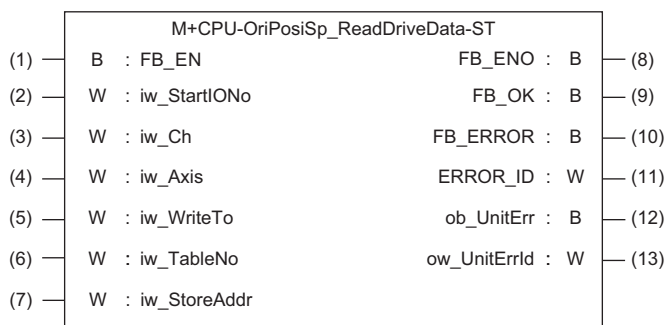 M+CPU-OriPosiSp_ReadDriveData-ST
(1) B : FB_EN FB_ENO : B (8)
(2) W : iw_StartIONo FB_OK : B (9)
(3) W : iw_Ch FB_ERROR : B (10)
(4) W : iw_Axis ERROR_ID : W (11)
(5) W : iw_WriteTo ob_UnitErr : B (12)
(6) W : iw_TableNo ow_UnitErrId : W (13)
(7) W : iw_StoreAddr